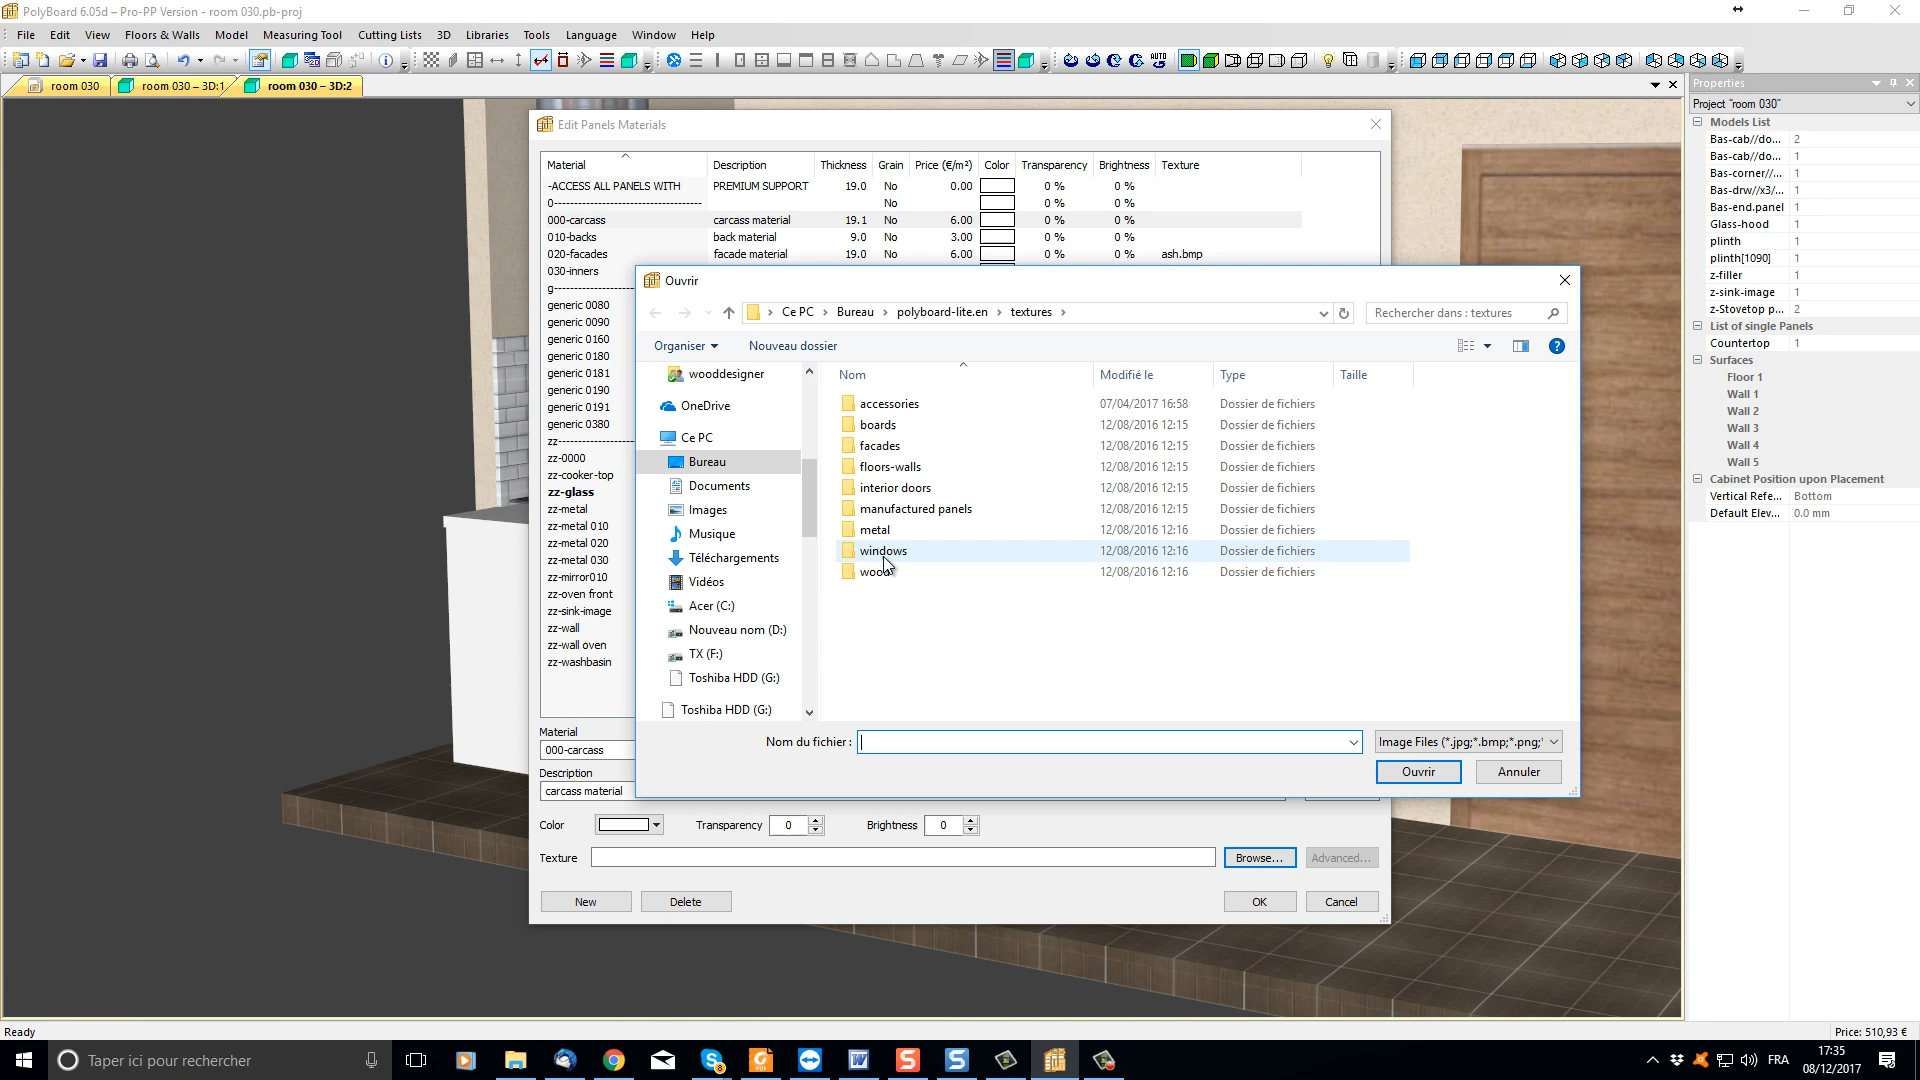 PolyBoard 6.05d – Pro-PP Version - room 030.pb-proj
File Edit View Floors & Walls Model Measuring Tool Cutting Lists 3D Libraries Tools Language Window Help
AUTO
room 030
room 030 – 3D:1
room 030 – 3D:2
Edit Panels Materials
Material Description Thickness Grain Price (€/m²) Color Transparency Brightness Texture
-ACCESS ALL PANELS WITH PREMIUM SUPPORT 19.0 No 0.00 0 % 0 %
0----------------------------------- No 0 % 0 %
000-carcass carcass material 19.1 No 6.00 0 % 0 %
010-backs back material 9.0 No 3.00 0 % 0 %
020-facades facade material 19.0 No 6.00 0 % 0 % ash.bmp
030-inners
g-----------------
generic 0080
generic 0090
generic 0160
generic 0180
generic 0181
generic 0190
generic 0191
generic 0380
zz-----------------
zz-0000
zz-cooker-top
zz-glass
zz-metal
zz-metal 010
zz-metal 020
zz-metal 030
zz-mirror010
zz-oven front
zz-sink-image
zz-wall
zz-wall oven
zz-washbasin
Material
000-carcass
Description
carcass material
Color Transparency 0 Brightness 0
Texture Browse... Advanced...
New Delete OK Cancel
Ouvrir
Ce PC Bureau polyboard-lite.en textures
Rechercher dans : textures
Organiser Nouveau dossier
wooddesigner
OneDrive
Ce PC
Bureau
Documents
Images
Musique
Téléchargements
Vidéos
Acer (C:)
Nouveau nom (D:)
TX (F:)
Toshiba HDD (G:)
Toshiba HDD (G:)
Nom Modifié le Type Taille
accessories 07/04/2017 16:58 Dossier de fichiers
boards 12/08/2016 12:15 Dossier de fichiers
facades 12/08/2016 12:15 Dossier de fichiers
floors-walls 12/08/2016 12:15 Dossier de fichiers
interior doors 12/08/2016 12:15 Dossier de fichiers
manufactured panels 12/08/2016 12:15 Dossier de fichiers
metal 12/08/2016 12:16 Dossier de fichiers
windows 12/08/2016 12:16 Dossier de fichiers
wood 12/08/2016 12:16 Dossier de fichiers
Nom du fichier : Image Files (*.jpg;*.bmp;*.png;*
Ouvrir Annuler
Properties
Project "room 030"
Models List
Bas-cab//do... 2
Bas-cab//do... 1
Bas-corner//... 1
Bas-drw//x3/... 1
Bas-end.panel 1
Glass-hood 1
plinth 1
plinth[1090] 1
z-filler 1
z-sink-image 1
z-Stovetop p... 2
List of single Panels
Countertop 1
Surfaces
Floor 1
Wall 1
Wall 2
Wall 3
Wall 4
Wall 5
Cabinet Position upon Placement
Vertical Refe... Bottom
Default Elev... 0.0 mm
Ready
Price: 510,93 €
Taper ici pour rechercher
FRA
17:35
08/12/2017